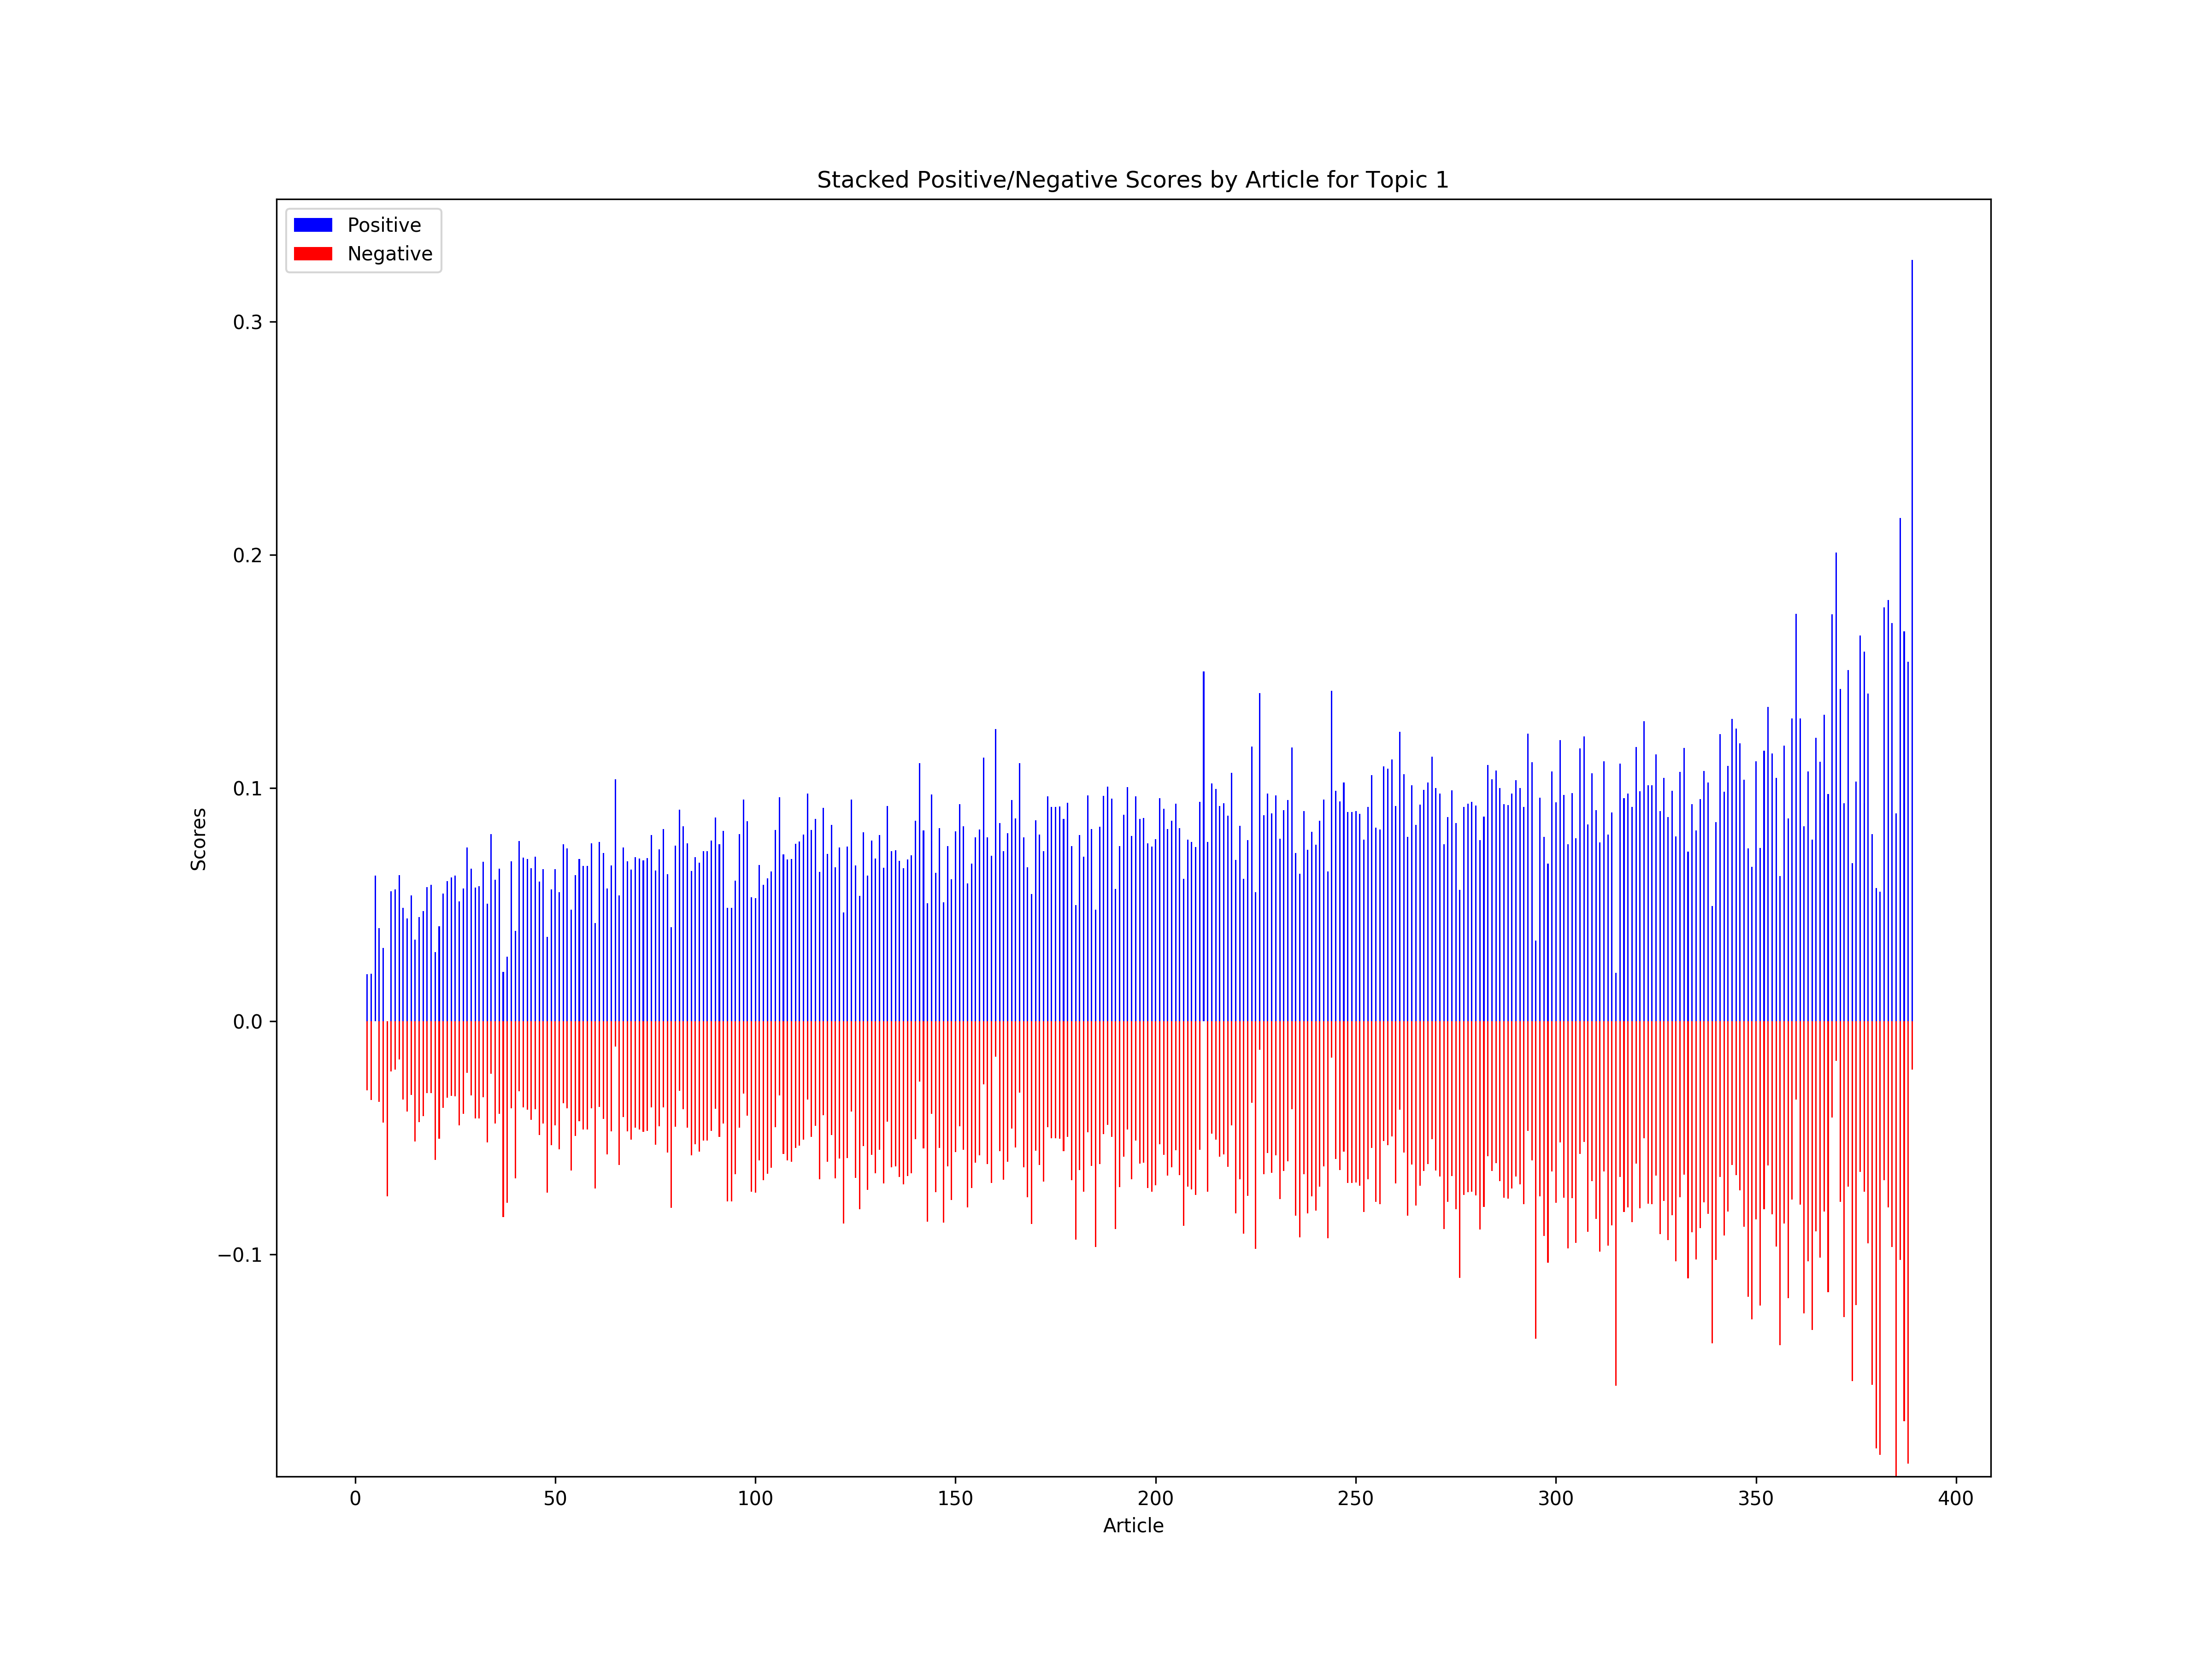 Stacked Positive/Negative Scores by Article for Topic 1
Positive
Negative
0.3
0.2
0.1
0.0
−0.1
Scores
0 50 100 150 200 250 300 350 400
Article